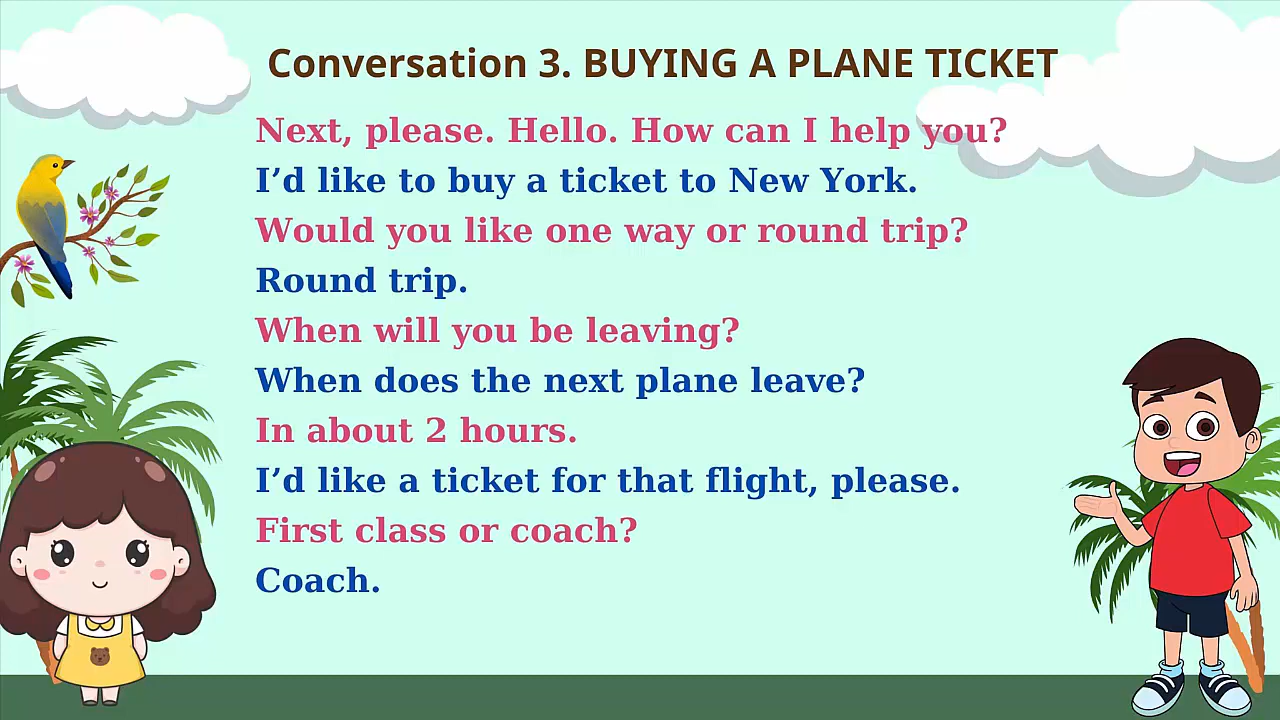 Conversation 3. BUYING A PLANE TICKET
Next, please. Hello. How can I help you?
I’d like to buy a ticket to New York.
Would you like one way or round trip?
Round trip.
When will you be leaving?
When does the next plane leave?
In about 2 hours.
I’d like a ticket for that flight, please.
First class or coach?
Coach.